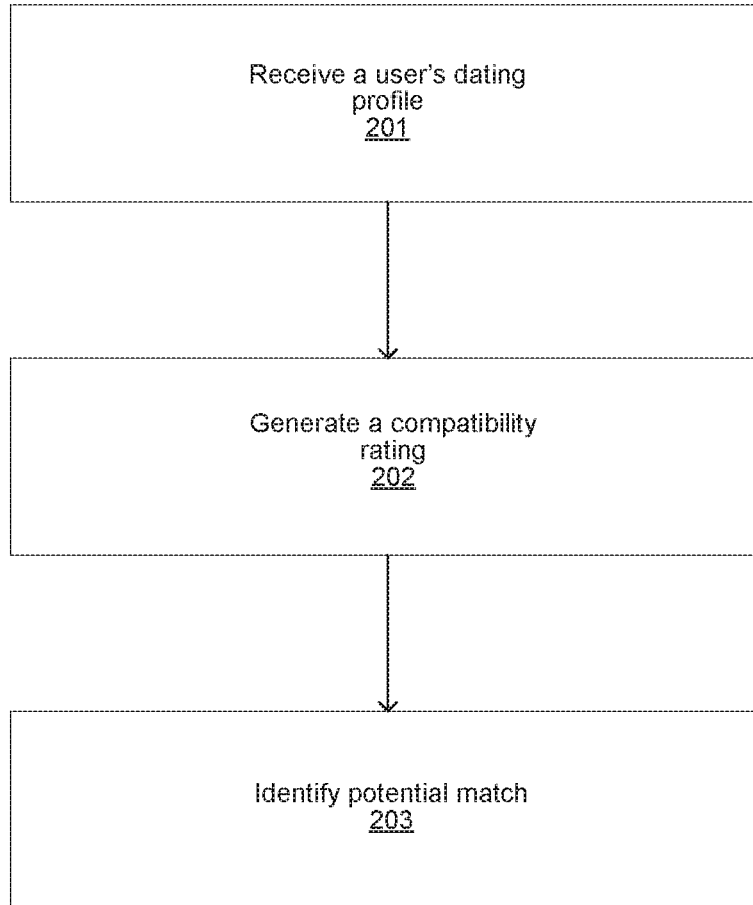 Receive a user's dating
profile
201
Generate a compatibility
rating
202
Identify potential match
203